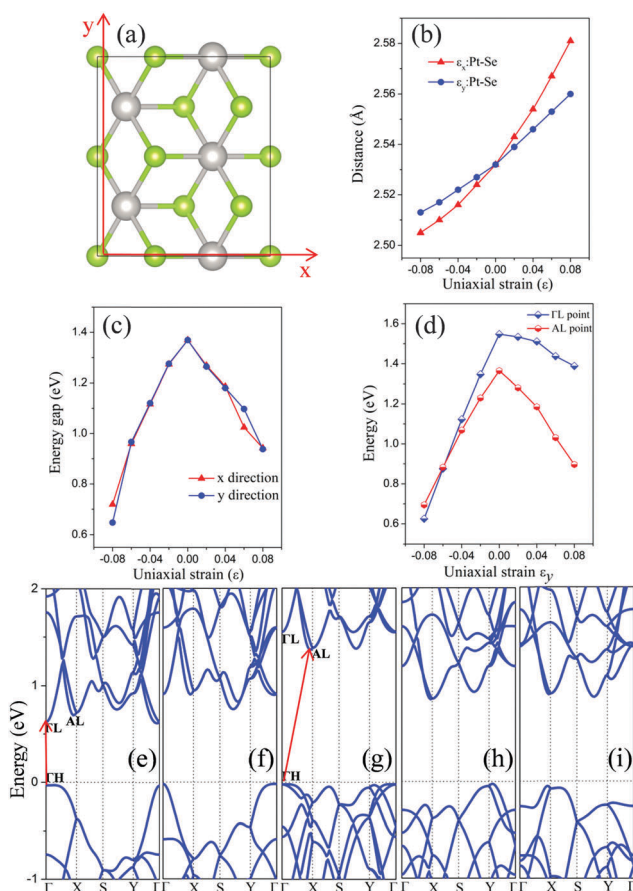 (a)
y
x
(b)
εx:Pt-Se
εy:Pt-Se
Distance (Å)
2.58
2.56
2.54
2.52
2.50
-0.08 -0.04 0.00 0.04 0.08
Uniaxial strain (ε)
(c)
Energy gap (eV)
1.4
1.2
1.0
0.8
0.6
x direction
y direction
-0.08 -0.04 0.00 0.04 0.08
Uniaxial strain (ε)
(d)
ΓL point
AL point
Energy (eV)
1.6
1.4
1.2
1.0
0.8
0.6
-0.08 -0.04 0.00 0.04 0.08
Uniaxial strain εy
Energy (eV)
2
1
0
-1
ΓL AL
ΓH
(e)
Γ X S Y Γ
(f)
X S Y Γ
ΓL AL
ΓH
(g)
X S Y Γ
(h)
X S Y Γ
(i)
X S Y Γ